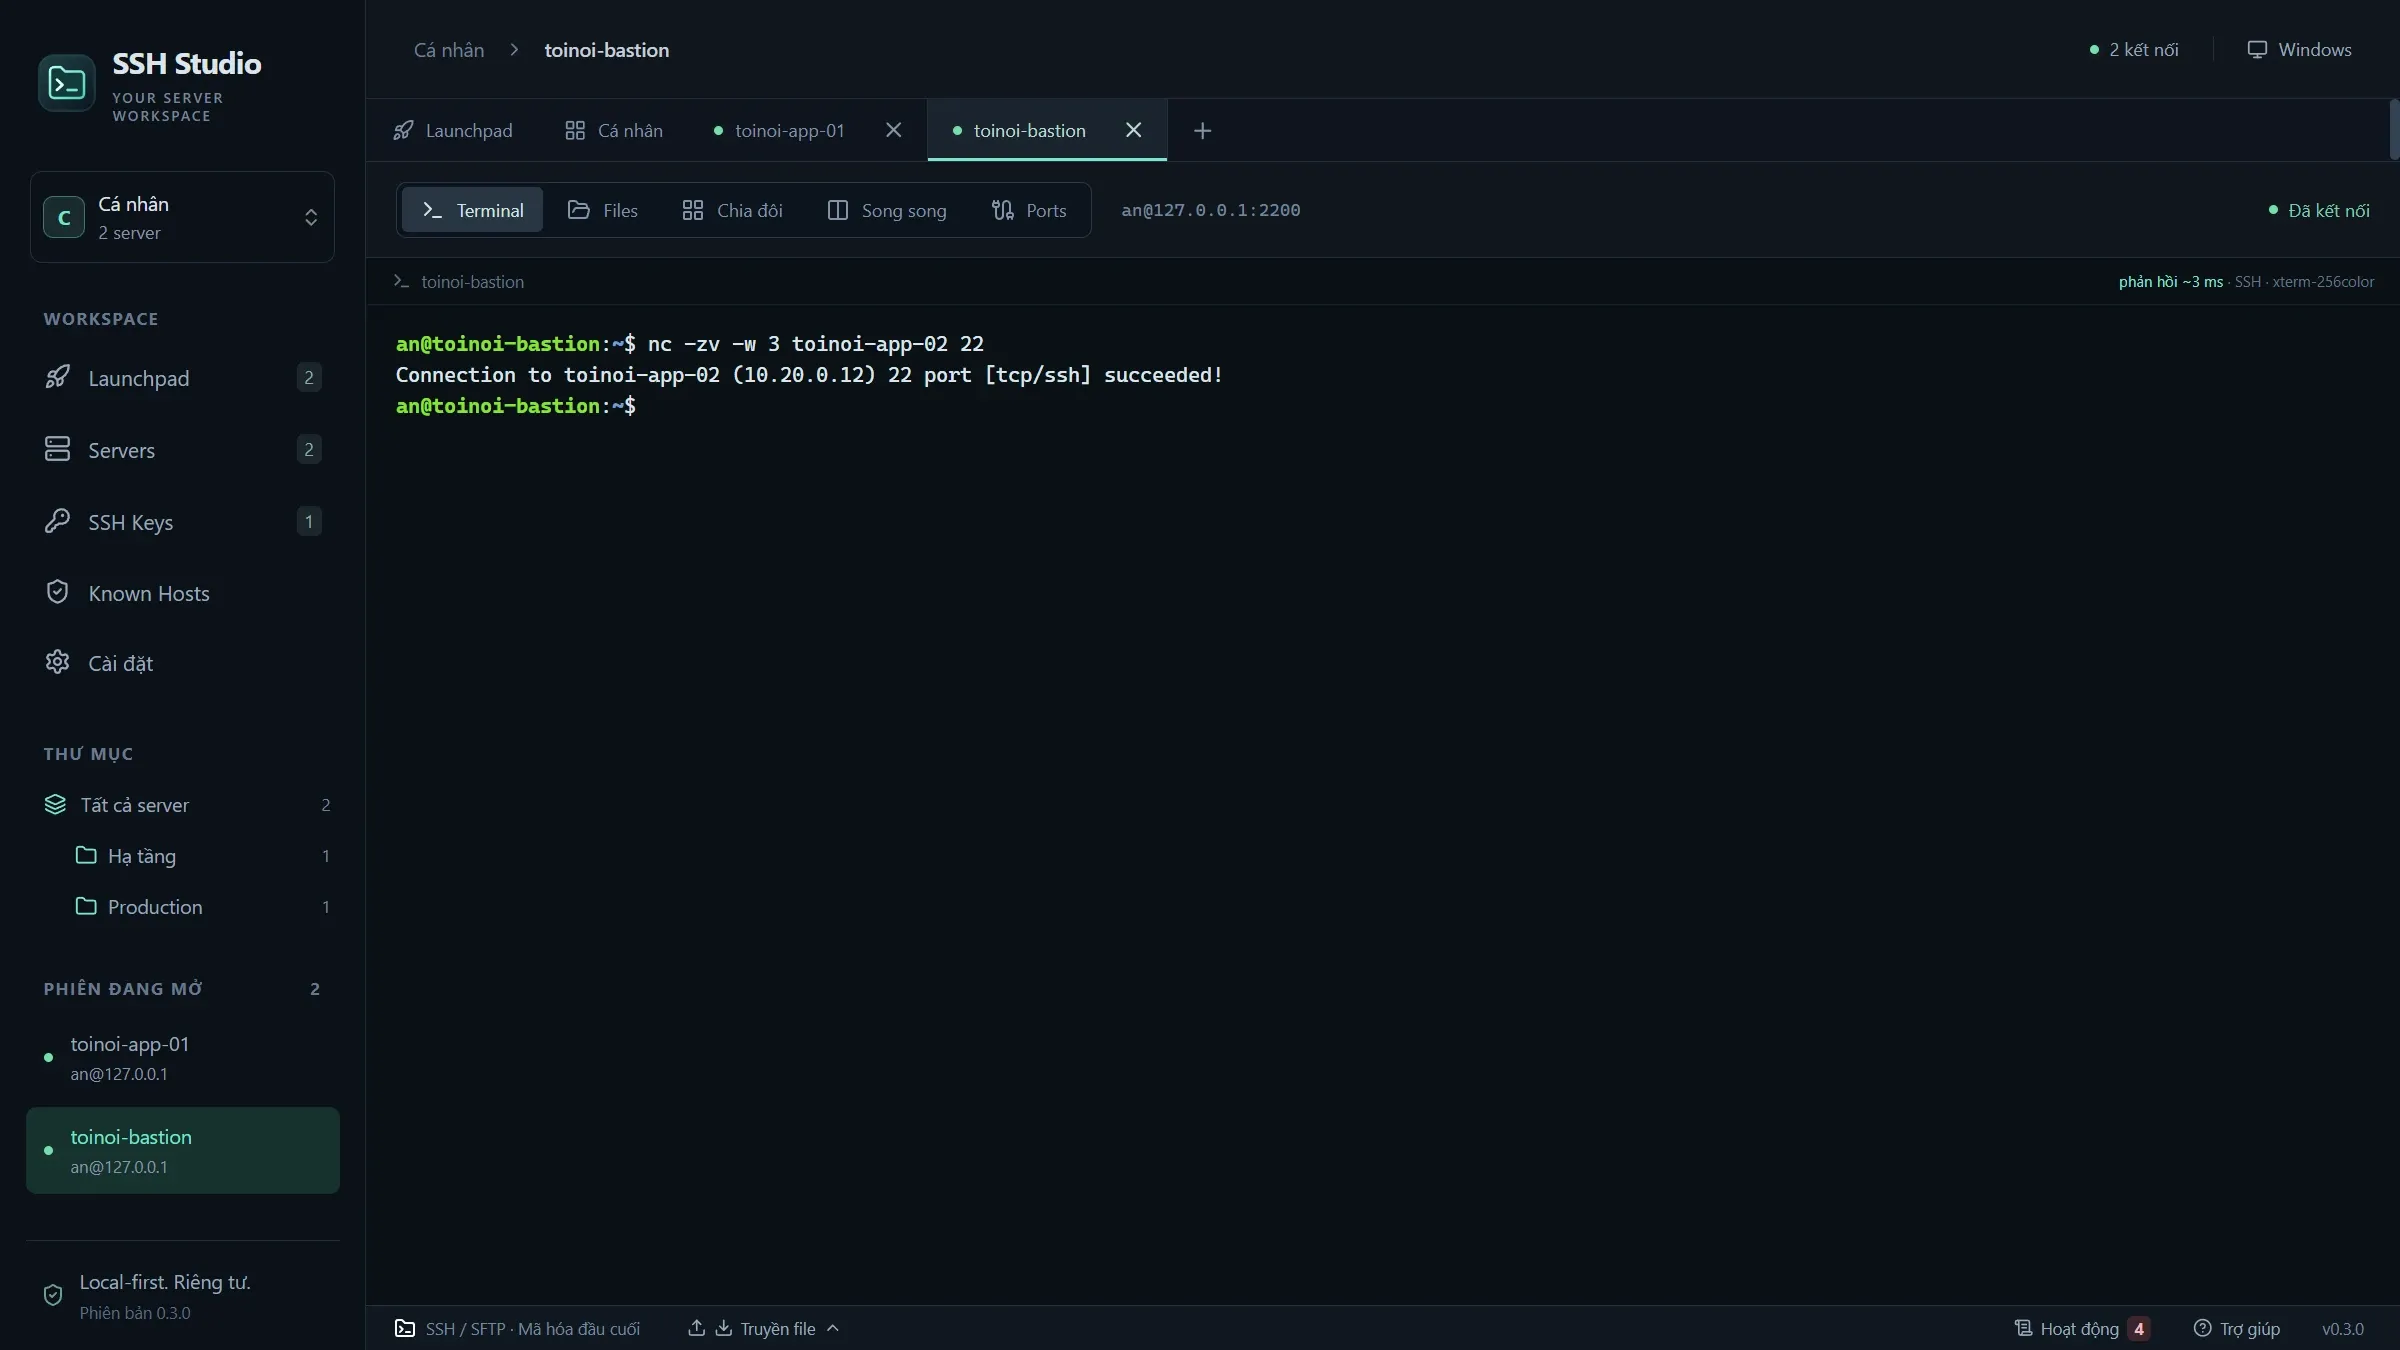 SSH Studio
YOUR SERVER
WORKSPACE
C
Cá nhân
2 server
WORKSPACE
Launchpad 2
Servers 2
SSH Keys 1
Known Hosts
Cài đặt
THƯ MỤC
Tất cả server 2
Hạ tầng 1
Production 1
PHIÊN ĐANG MỞ 2
toinoi-app-01
an@127.0.0.1
toinoi-bastion
an@127.0.0.1
Local-first. Riêng tư.
Phiên bản 0.3.0
Cá nhân > toinoi-bastion
2 kết nối
Windows
Launchpad
Cá nhân
toinoi-app-01
toinoi-bastion
Terminal
Files
Chia đôi
Song song
Ports
an@127.0.0.1:2200
Đã kết nối
toinoi-bastion
phản hồi ~3 ms · SSH · xterm-256color
an@toinoi-bastion:~$ nc -zv -w 3 toinoi-app-02 22
Connection to toinoi-app-02 (10.20.0.12) 22 port [tcp/ssh] succeeded!
an@toinoi-bastion:~$
SSH / SFTP · Mã hóa đầu cuối
Truyền file
Hoạt động 4
Trợ giúp
v0.3.0